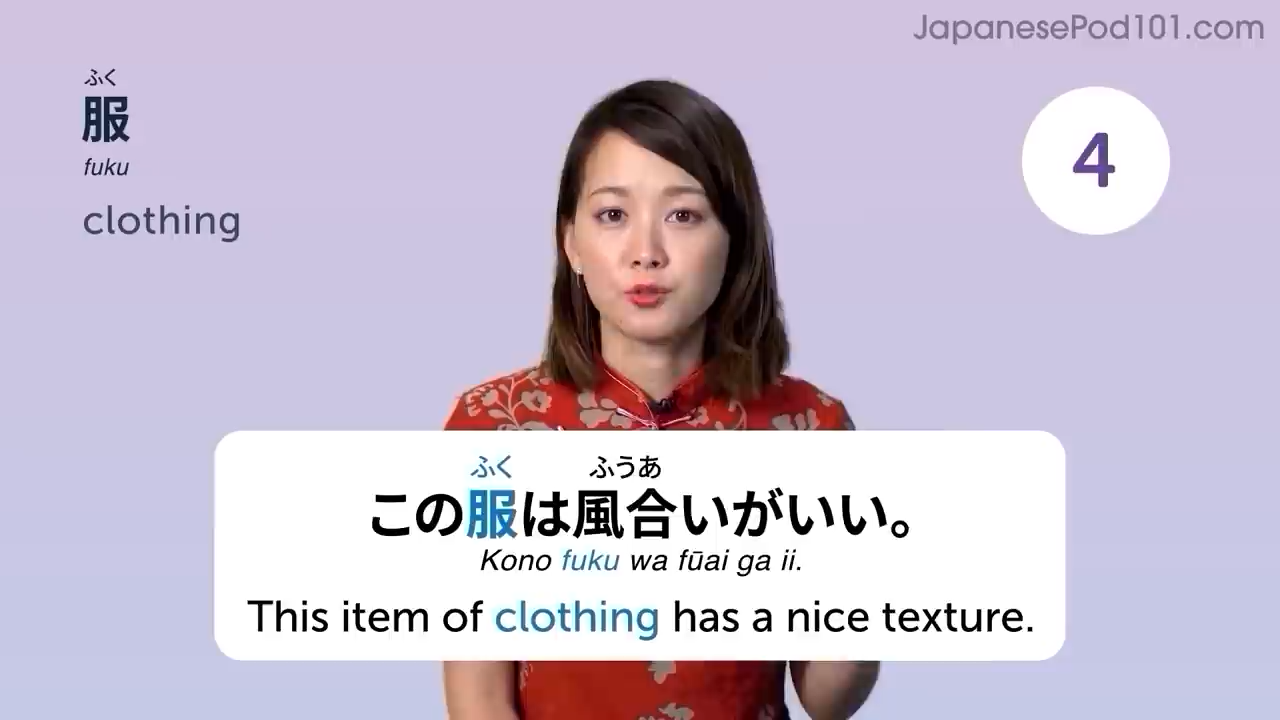 JapanesePod101.com
ふく
服
fuku
clothing
4
ふく ふうあ
この服は風合いがいい。
Kono fuku wa fūai ga ii.
This item of clothing has a nice texture.